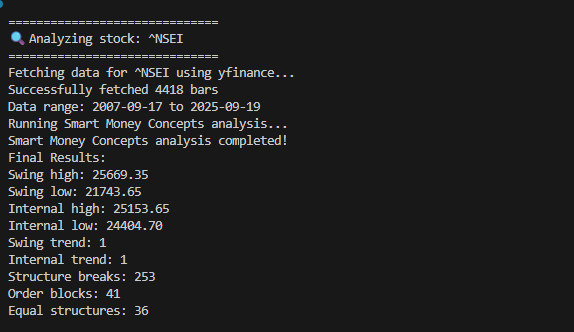 ==============================
🔍 Analyzing stock: ^NSEI
==============================
Fetching data for ^NSEI using yfinance...
Successfully fetched 4418 bars
Data range: 2007-09-17 to 2025-09-19
Running Smart Money Concepts analysis...
Smart Money Concepts analysis completed!
Final Results:
Swing high: 25669.35
Swing low: 21743.65
Internal high: 25153.65
Internal low: 24404.70
Swing trend: 1
Internal trend: 1
Structure breaks: 253
Order blocks: 41
Equal structures: 36